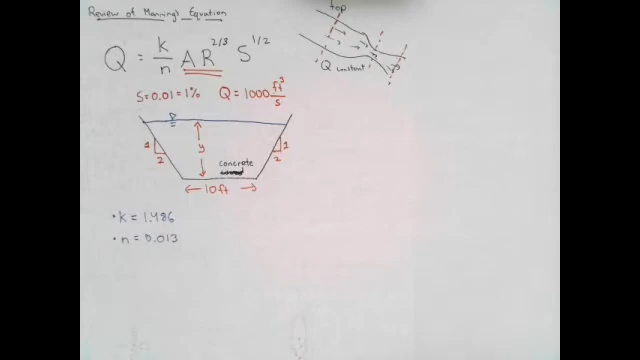 Review of Manning's Equation
top
Q = k/n AR^2/3 S^1/2
Q constant
S = 0.01 = 1% Q = 1000 ft³/s
1
2
y
1
2
concrete
10 ft
• k = 1.486
• n = 0.013